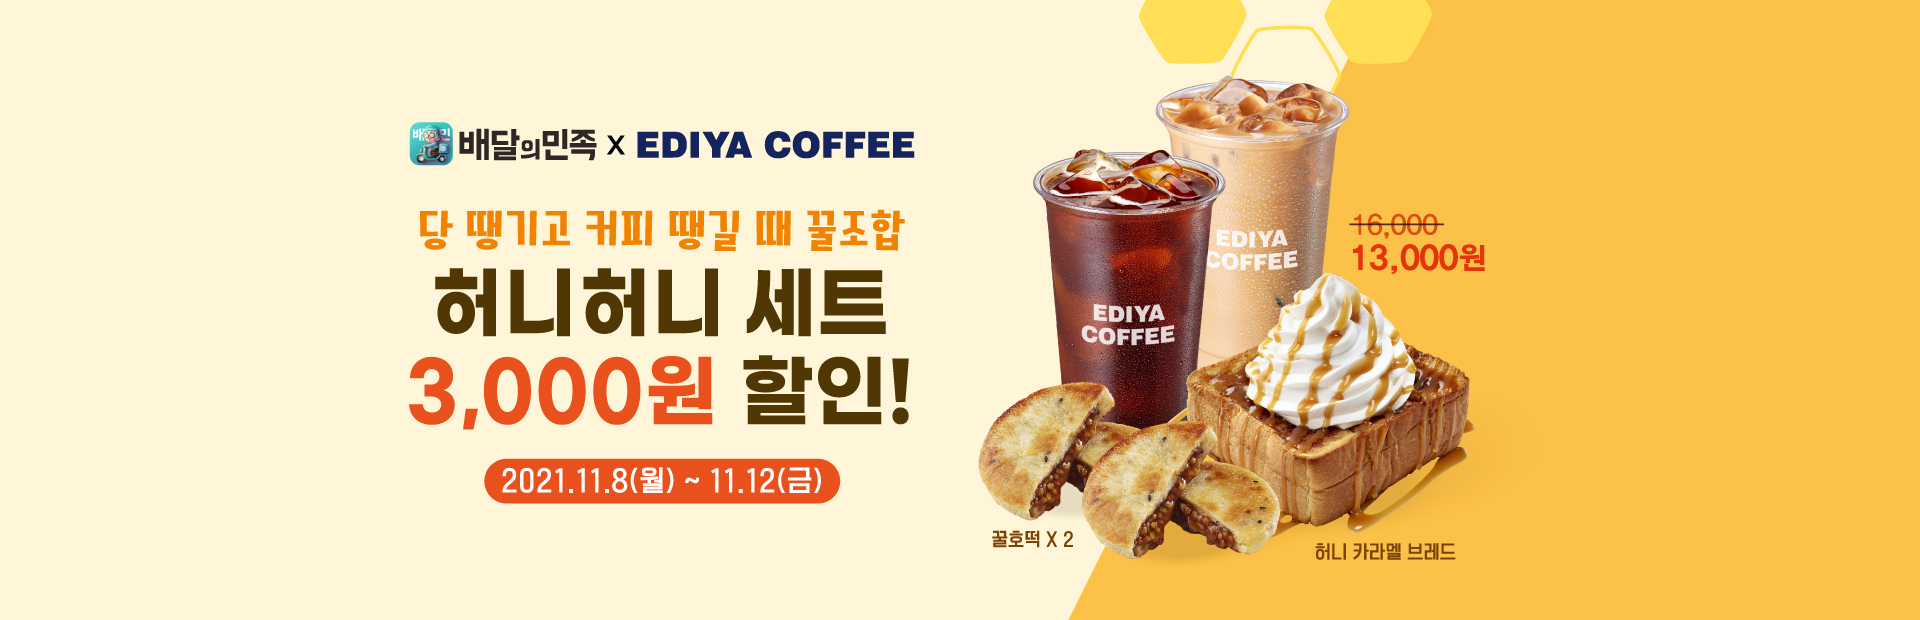 배달의민족 X EDIYA COFFEE
당 땡기고 커피 땡길 때 꿀조합
허니허니 세트
3,000원 할인!
2021.11.8(월) ~ 11.12(금)
EDIYA
COFFEE
EDIYA
COFFEE
16,000
13,000원
꿀호떡 X 2
허니 카라멜 브레드